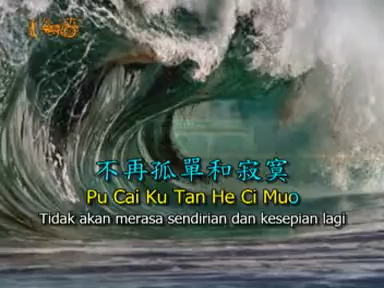 不再孤單和寂寞
Pu Cai Ku Tan He Ci Muo
Tidak akan merasa sendirian dan kesepian lagi